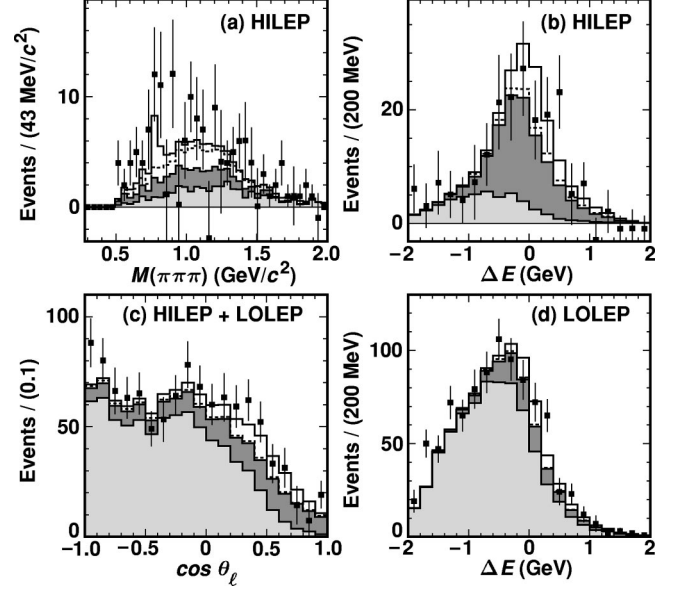 (a) HILEP
Events / (43 MeV/c²)
10
0
0.5 1.0 1.5 2.0
M(πππ) (GeV/c²)
(b) HILEP
Events / (200 MeV)
20
0
−2 −1 0 1 2
ΔE (GeV)
(c) HILEP + LOLEP
Events / (0.1)
100
50
0
−1.0 −0.5 0 0.5 1.0
cos θℓ
(d) LOLEP
Events / (200 MeV)
100
50
0
−2 −1 0 1 2
ΔE (GeV)